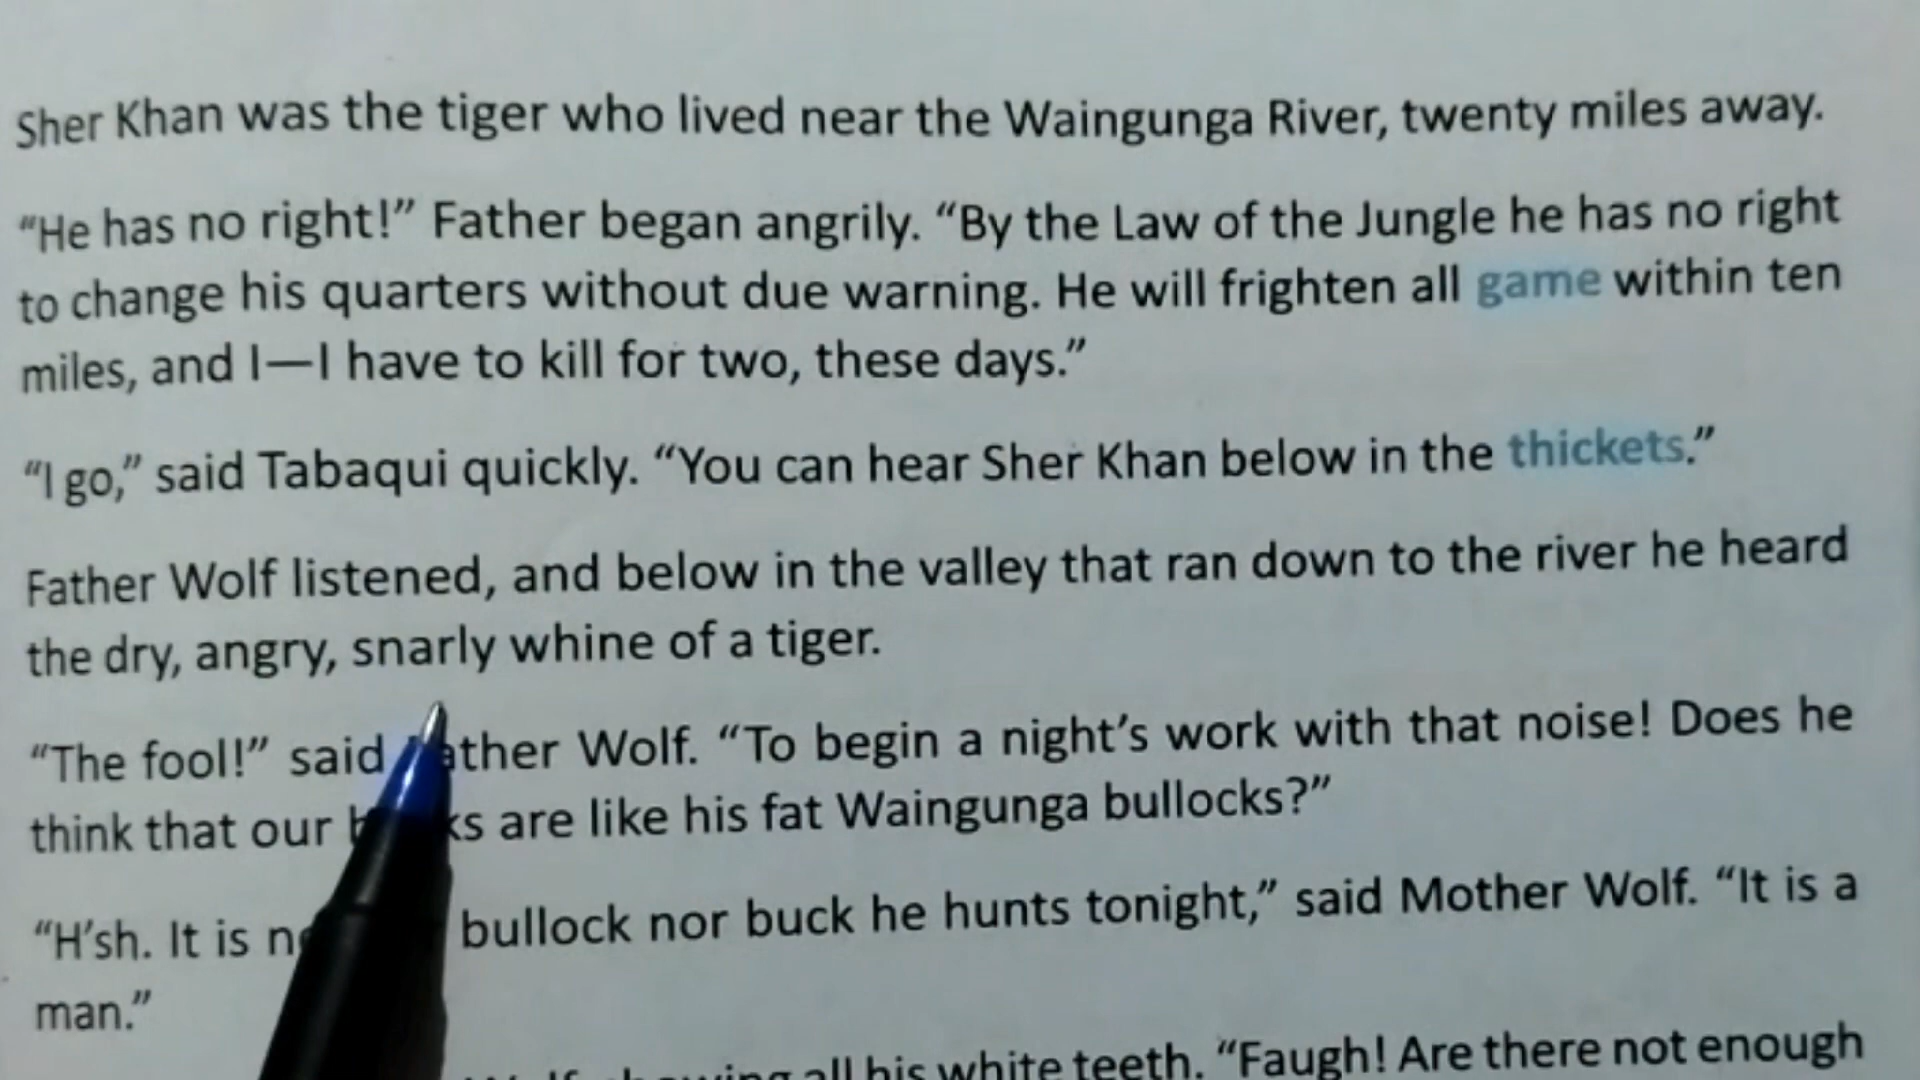 Sher Khan was the tiger who lived near the Waingunga River, twenty miles away.
“He has no right!” Father began angrily. “By the Law of the Jungle he has no right
to change his quarters without due warning. He will frighten all game within ten
miles, and I—I have to kill for two, these days.”
“I go,” said Tabaqui quickly. “You can hear Sher Khan below in the thickets.”
Father Wolf listened, and below in the valley that ran down to the river he heard
the dry, angry, snarly whine of a tiger.
“The fool!” said Father Wolf. “To begin a night’s work with that noise! Does he
think that our are like his fat Waingunga bullocks?”
“H’sh. It is bullock nor buck he hunts tonight,” said Mother Wolf. “It is a
man.”
all his white teeth. “Faugh! Are there not enough